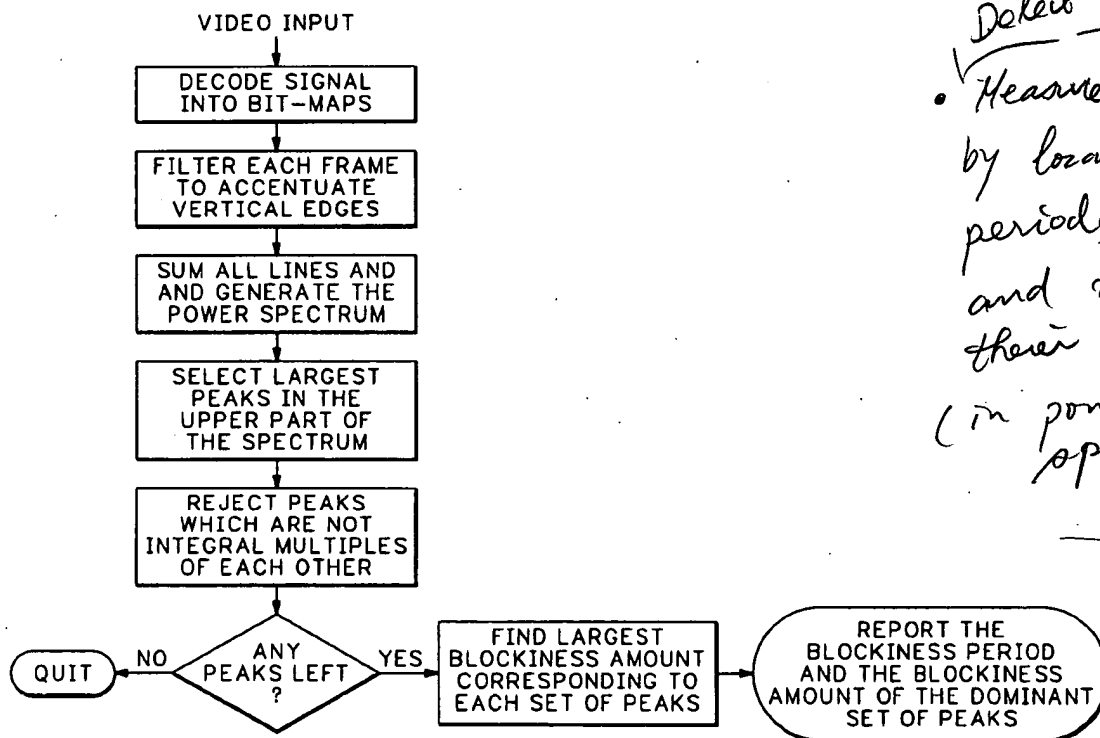 VIDEO INPUT
DECODE SIGNAL
INTO BIT-MAPS
FILTER EACH FRAME
TO ACCENTUATE
VERTICAL EDGES
SUM ALL LINES AND
AND GENERATE THE
POWER SPECTRUM
SELECT LARGEST
PEAKS IN THE
UPPER PART OF
THE SPECTRUM
REJECT PEAKS
WHICH ARE NOT
INTEGRAL MULTIPLES
OF EACH OTHER
ANY
PEAKS LEFT
?
NO
QUIT
YES
FIND LARGEST
BLOCKINESS AMOUNT
CORRESPONDING TO
EACH SET OF PEAKS
REPORT THE
BLOCKINESS PERIOD
AND THE BLOCKINESS
AMOUNT OF THE DOMINANT
SET OF PEAKS
• Measure
by
period
and
their
(in